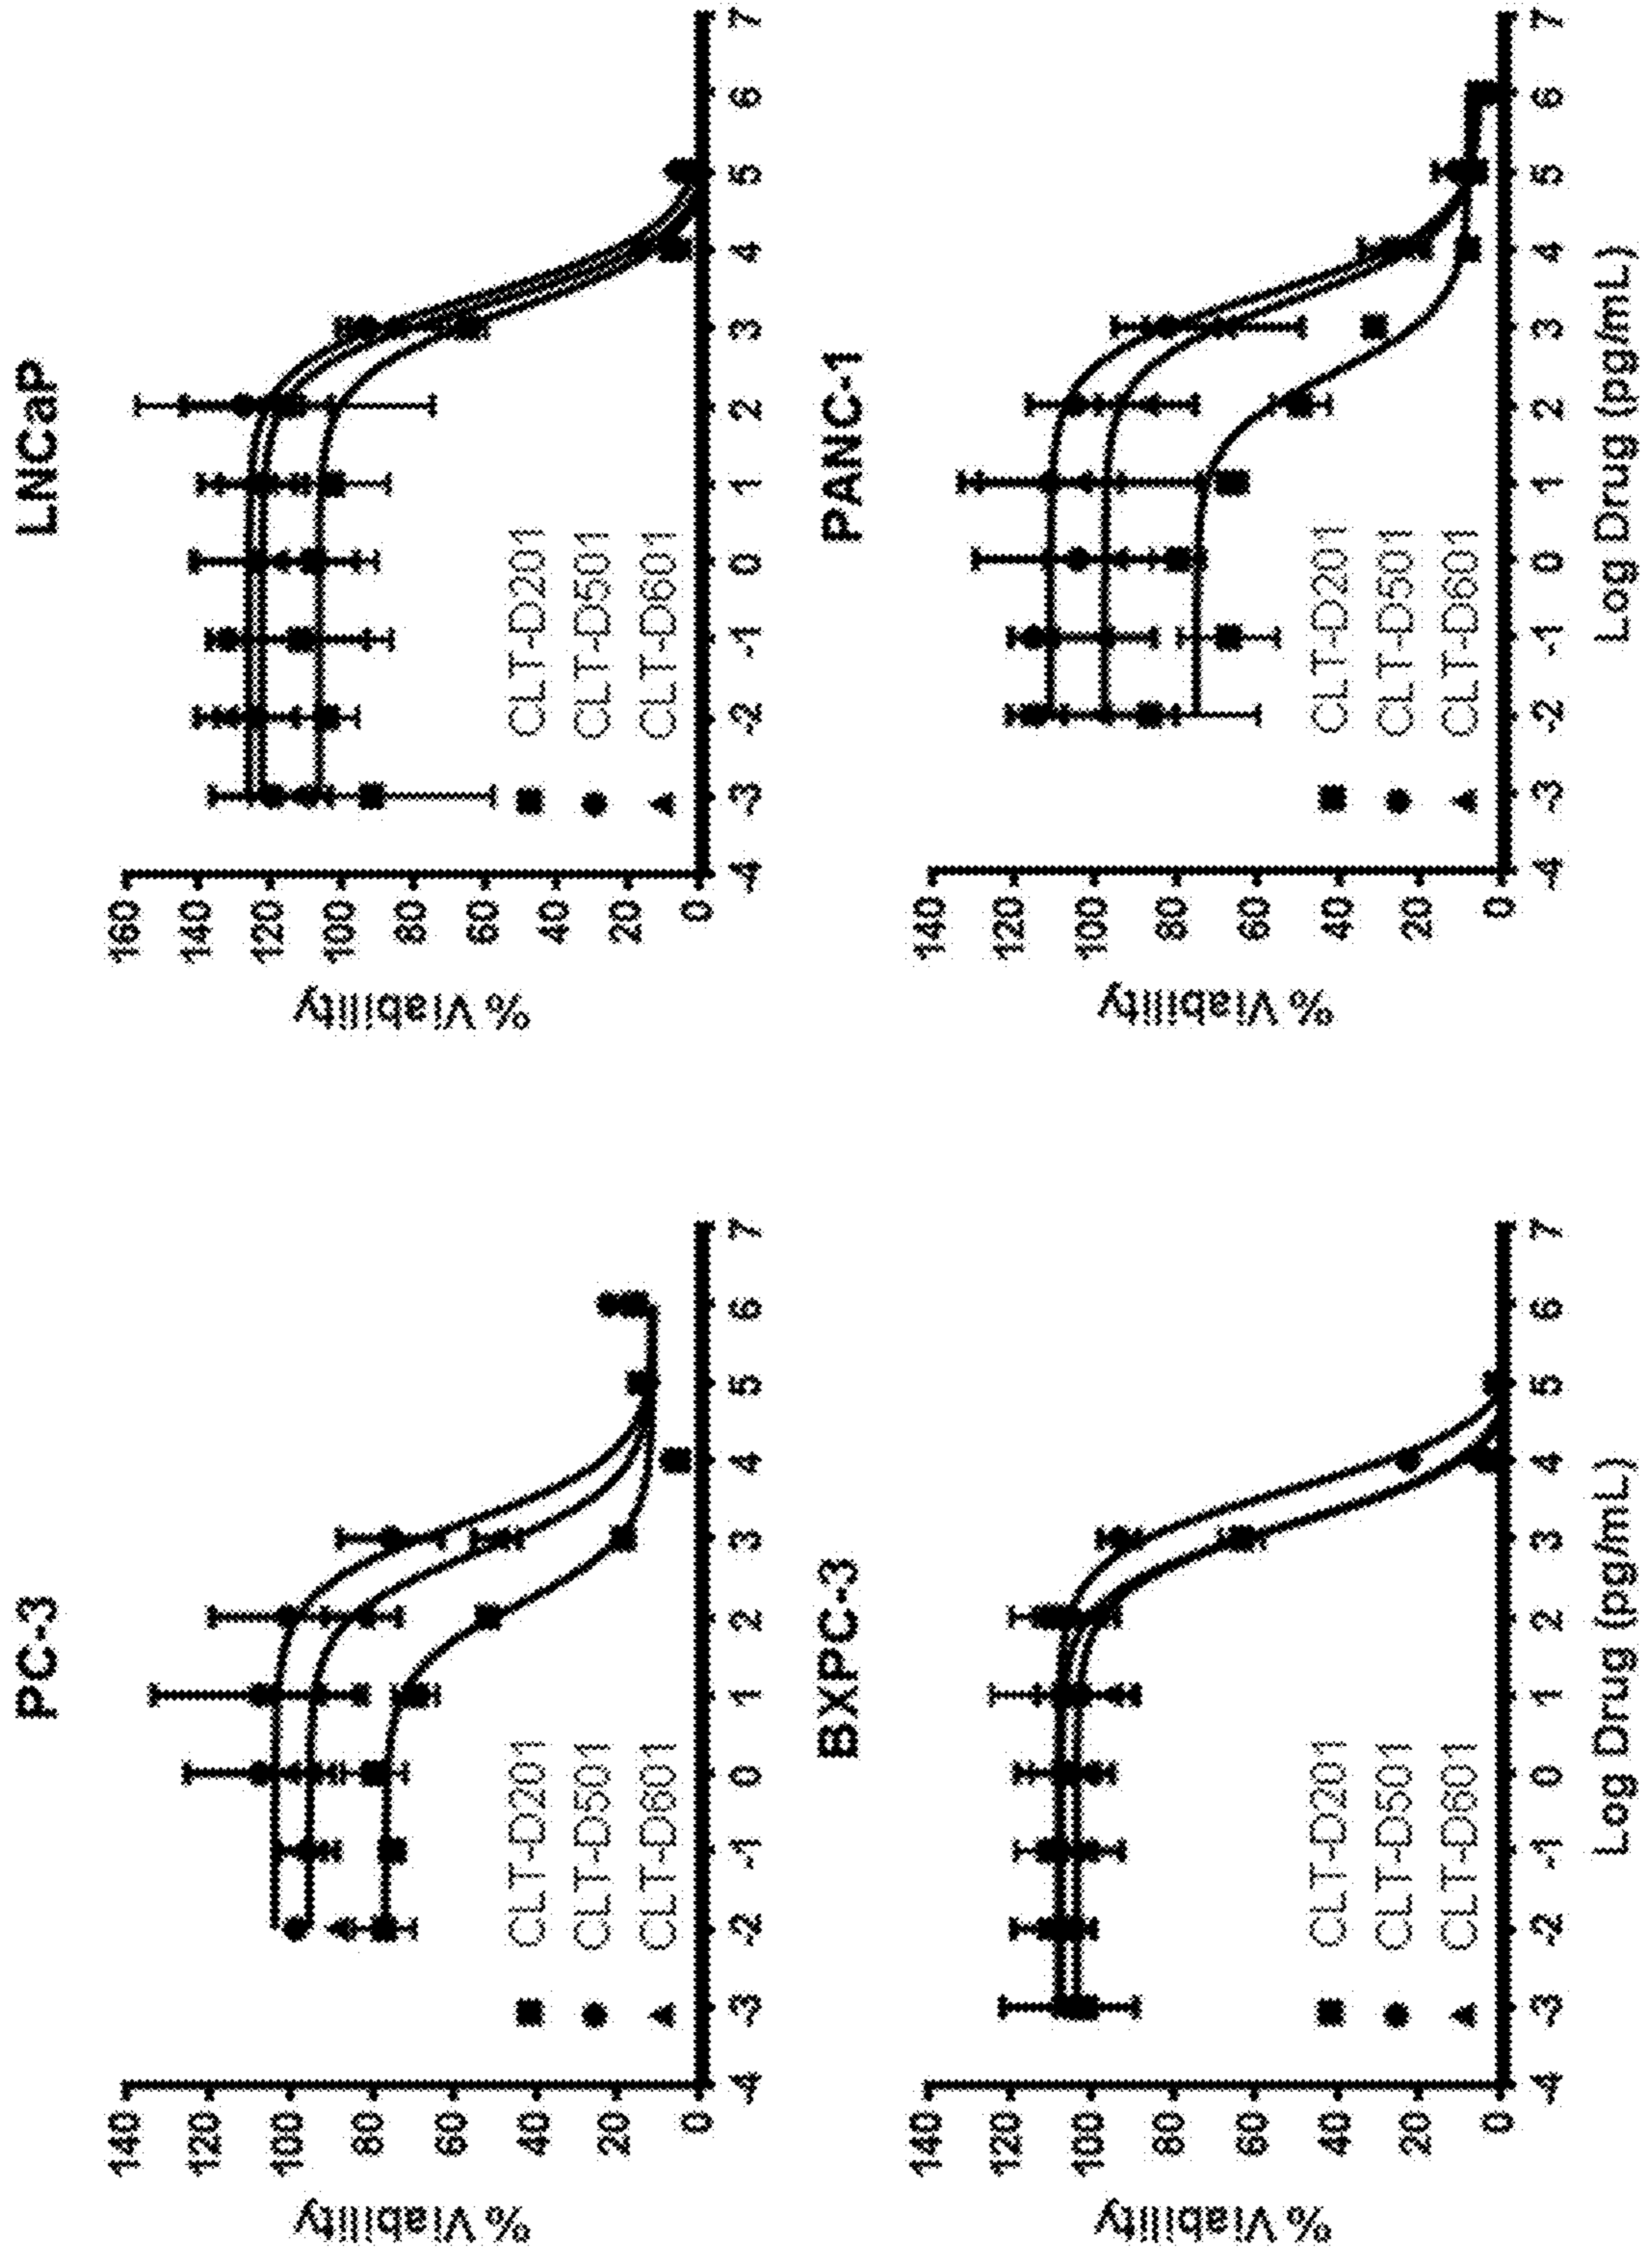 PC-3
% Viability
140
120
100
80
60
40
20
0
CLT-D201
CLT-D501
CLT-D601
-4 -3 -2 -1 0 1 2 3 4 5 6 7
LNCaP
% Viability
160
140
120
100
80
60
40
20
0
CLT-D201
CLT-D501
CLT-D601
-4 -3 -2 -1 0 1 2 3 4 5 6 7
BXPC-3
% Viability
140
120
100
80
60
40
20
0
CLT-D201
CLT-D501
CLT-D601
-4 -3 -2 -1 0 1 2 3 4 5 6 7
Log Drug (pg/mL)
PANC-1
% Viability
140
120
100
80
60
40
20
0
CLT-D201
CLT-D501
CLT-D601
-4 -3 -2 -1 0 1 2 3 4 5 6 7
Log Drug (pg/mL)